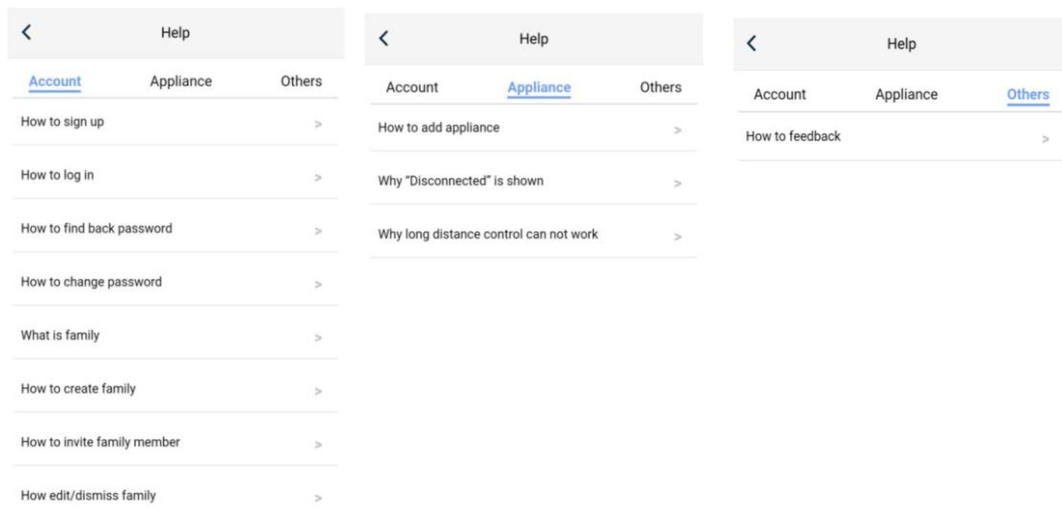 Help
Account Appliance Others
How to sign up >
How to log in >
How to find back password >
How to change password >
What is family >
How to create family >
How to invite family member >
How edit/dismiss family >
Help
Account Appliance Others
How to add appliance >
Why “Disconnected” is shown >
Why long distance control can not work >
Help
Account Appliance Others
How to feedback >